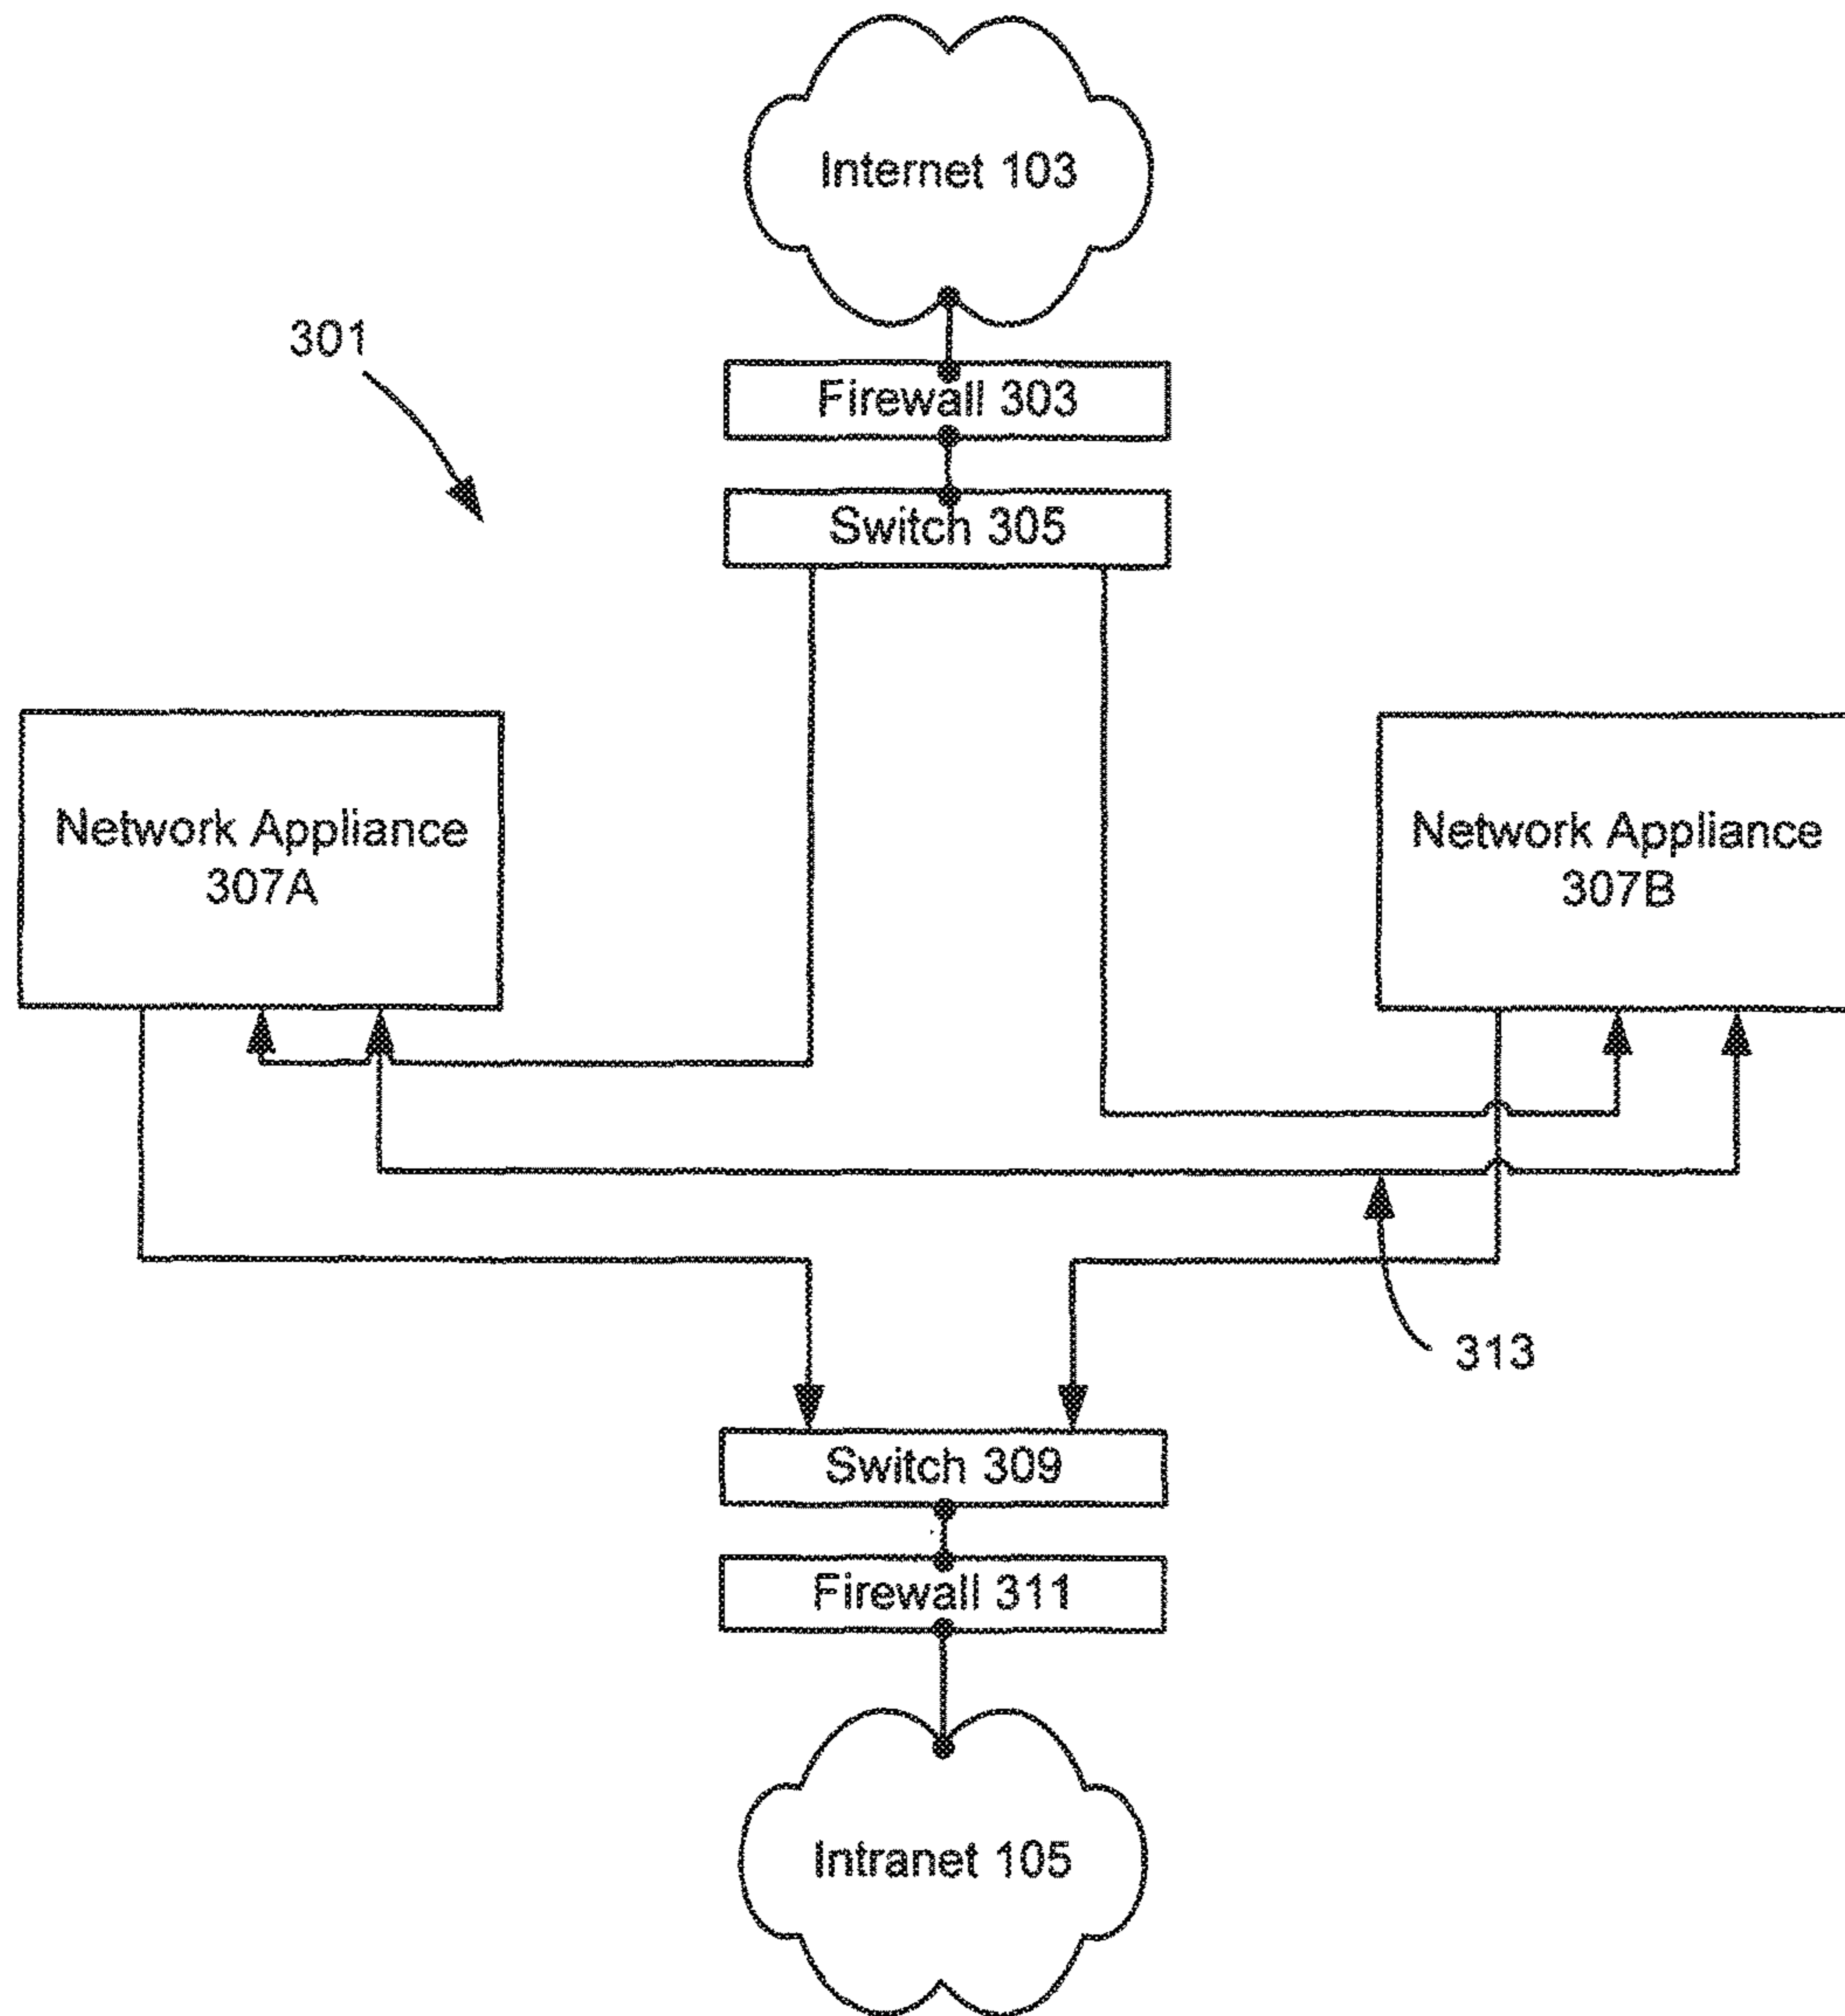 Internet 103
301
Firewall 303
Switch 305
Network Appliance
307A
Network Appliance
307B
313
Switch 309
Firewall 311
Intranet 105